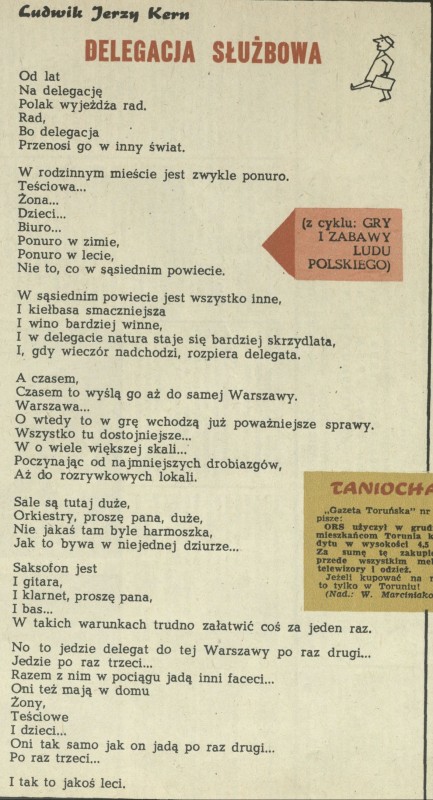 Ludwik Jerzy Kern
DELEGACJA SŁUŻBOWA
Od lat
Na delegację
Polak wyjeżdża rad.
Rad,
Bo delegacja
Przenosi go w inny świat.
W rodzinnym mieście jest zwykle ponuro.
Teściowa...
Żona...
Dzieci...
Biuro...
Ponuro w zimie,
Ponuro w lecie,
Nie to, co w sąsiednim powiecie.
(z cyklu: GRY
I ZABAWY
LUDU
POLSKIEGO)
W sąsiednim powiecie jest wszystko inne,
I kiełbasa smaczniejsza
I wino bardziej winne,
I w delegacie natura staje się bardziej skrzydlata,
I, gdy wieczór nadchodzi, rozpiera delegata.
A czasem,
Czasem to wyślą go aż do samej Warszawy.
Warszawa...
O wtedy to w grę wchodzą już poważniejsze sprawy.
Wszystko tu dostojniejsze...
W o wiele większej skali...
Poczynając od najmniejszych drobiazgów,
Aż do rozrywkowych lokali.
Sale są tutaj duże,
Orkiestry, proszę pana, duże,
Nie jakaś tam byle harmoszka,
Jak to bywa w niejednej dziurze...
Saksofon jest
I gitara,
I klarnet, proszę pana,
I bas...
W takich warunkach trudno załatwić coś za jeden raz.
No to jedzie delegat do tej Warszawy po raz drugi...
Jedzie po raz trzeci...
Razem z nim w pociągu jadą inni faceci...
Oni też mają w domu
Żony,
Teściowe
I dzieci...
Oni tak samo jak on jadą po raz drugi...
Po raz trzeci...
I tak to jakoś leci.
TANIOCHA
„Gazeta Toruńska" nr
pisze:
ORS użyczył w grud
mieszkańcom Torunia k
dytu w wysokości 4,5
Za sumę tę zakupio
przede wszystkim meb
telewizory i odzież.
Jeżeli kupować na r
to tylko w Toruniu!
(Nad.: W. Marciniako